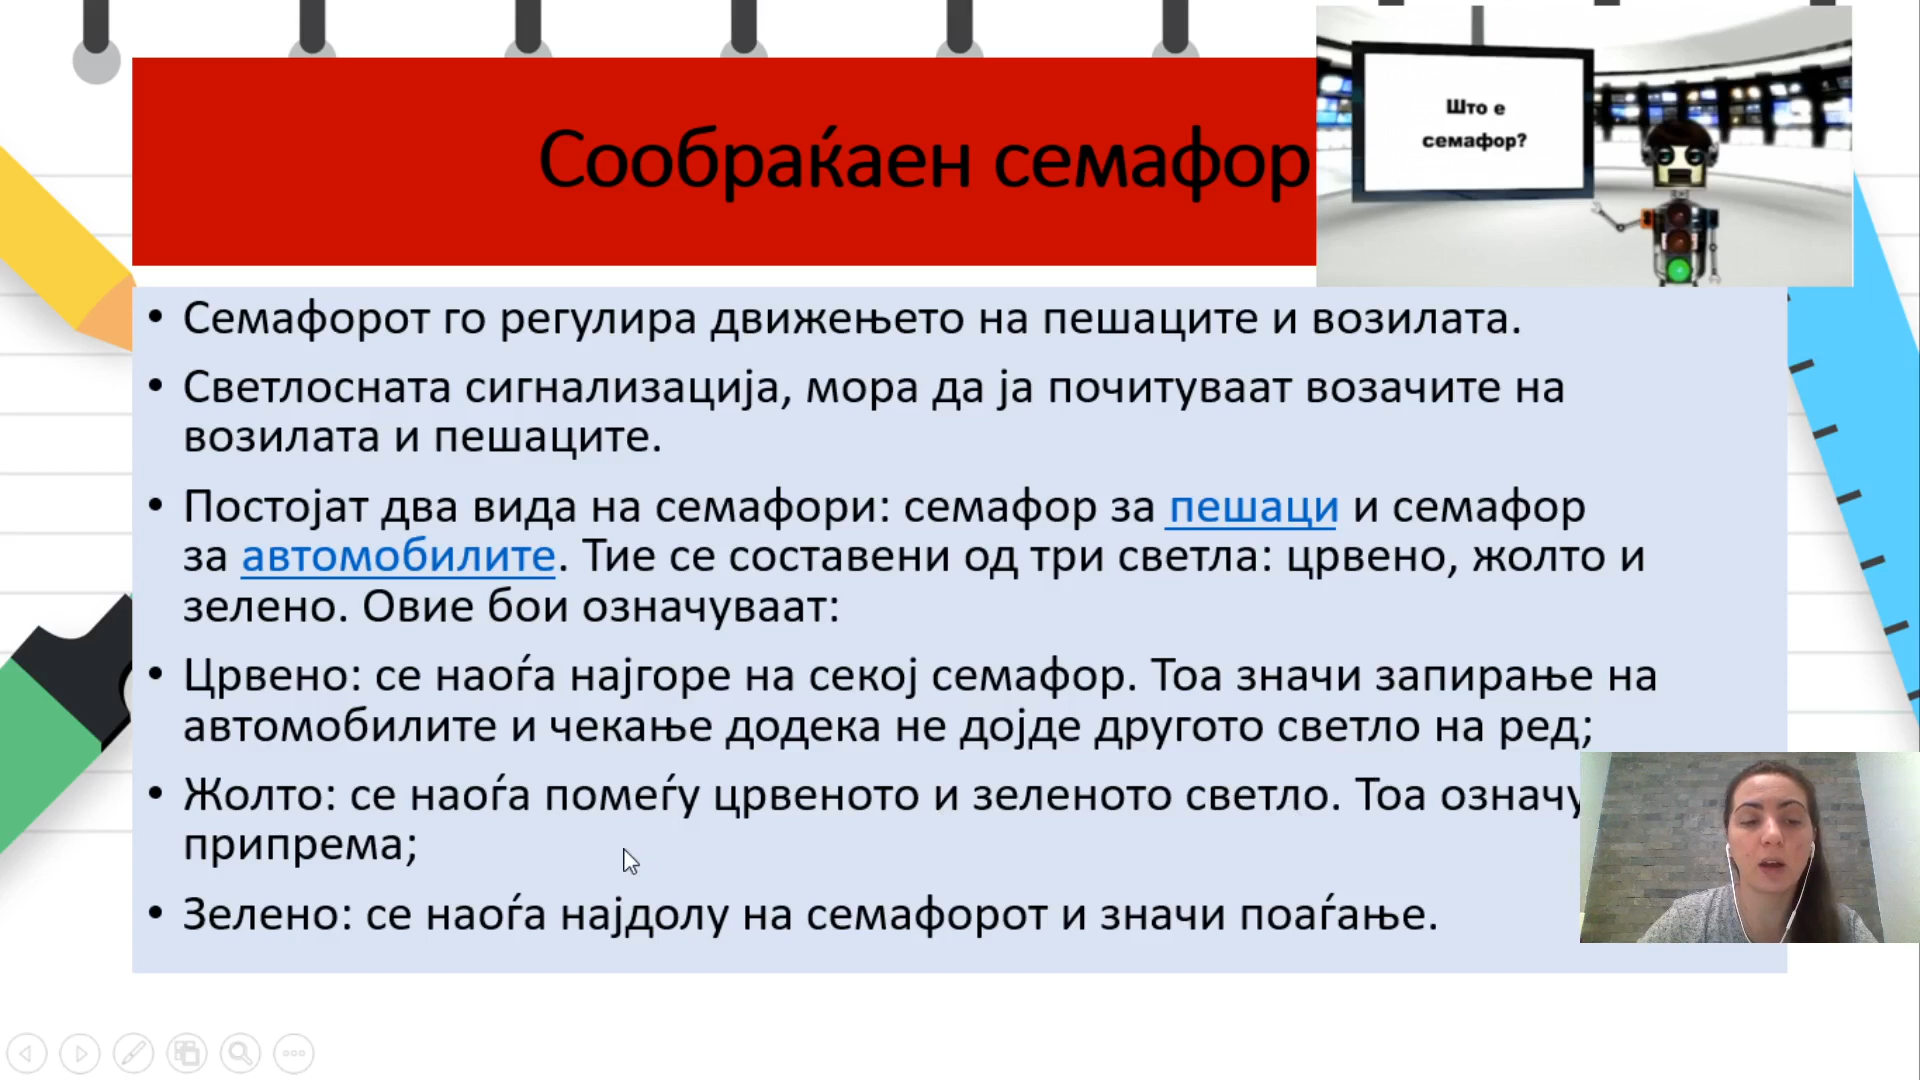 Сообраќаен семафор
Што е
семафор?
• Семафорот го регулира движењето на пешаците и возилата.
• Светлосната сигнализација, мора да ја почитуваат возачите на
возилата и пешаците.
• Постојат два вида на семафори: семафор за пешаци и семафор
за автомобилите. Тие се составени од три светла: црвено, жолто и
зелено. Овие бои означуваат:
• Црвено: се наоѓа најгоре на секој семафор. Тоа значи запирање на
автомобилите и чекање додека не дојде другото светло на ред;
• Жолто: се наоѓа помеѓу црвеното и зеленото светло. Тоа
припрема;
• Зелено: се наоѓа најдолу на семафорот и значи поаѓање.